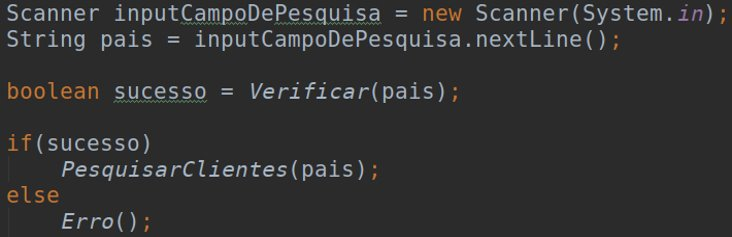 Scanner inputCampoDePesquisa = new Scanner(System.in);
String pais = inputCampoDePesquisa.nextLine();
boolean sucesso = Verificar(pais);
if(sucesso)
PesquisarClientes(pais);
else
Erro();